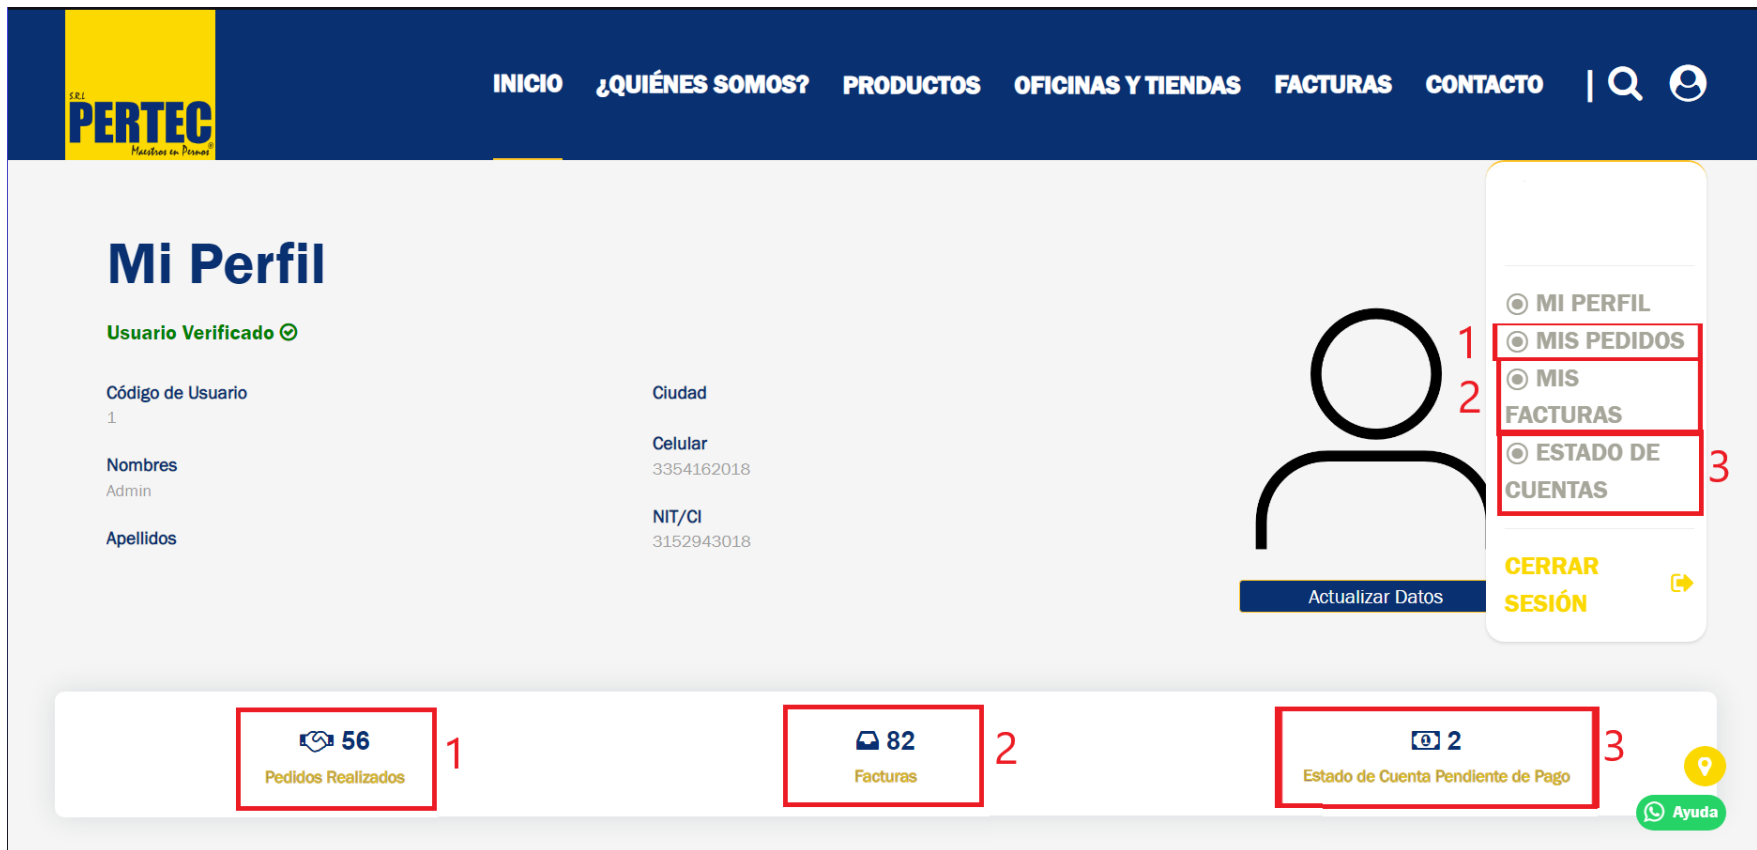 S.R.L
PERTEC
Maestros en Pernos®
INICIO ¿QUIÉNES SOMOS? PRODUCTOS OFICINAS Y TIENDAS FACTURAS CONTACTO |
Mi Perfil
Usuario Verificado
Código de Usuario
1
Nombres
Admin
Apellidos
Ciudad
Celular
3354162018
NIT/CI
3152943018
Actualizar Datos
MI PERFIL
1 MIS PEDIDOS
2 MIS
FACTURAS
ESTADO DE 3
CUENTAS
CERRAR
SESIÓN
56 1
Pedidos Realizados
82 2
Facturas
2 3
Estado de Cuenta Pendiente de Pago
Ayuda